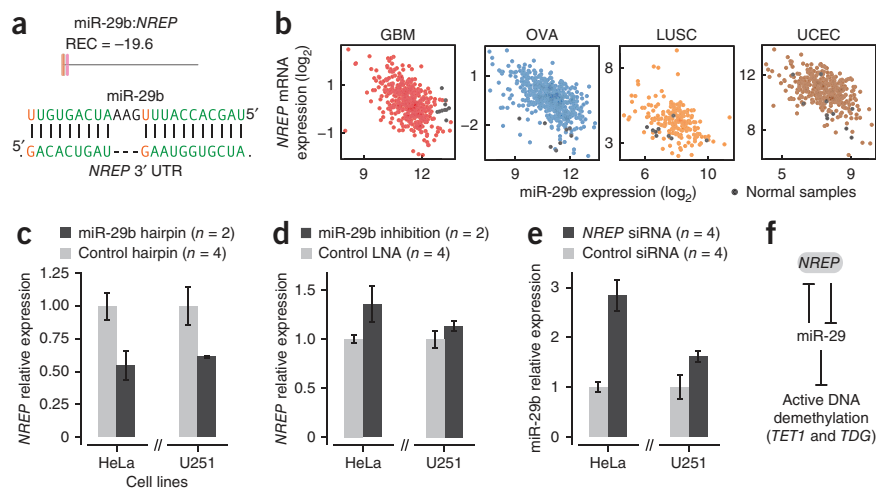 a
miR-29b:NREP
REC = −19.6
miR-29b
UUGUGACUAAAGUUUACCACGAU5′
5′
.GACACUGAU---GAAUGGUGCUA.
NREP 3′ UTR
b
GBM
OVA
LUSC
UCEC
NREP mRNA
expression (log2)
1
−1
9
12
1
−2
9
12
8
3
6
8
10
12
10
8
5
7
9
miR-29b expression (log2)
Normal samples
c
miR-29b hairpin (n = 2)
Control hairpin (n = 4)
NREP relative expression
1.25
1.00
0.75
0.50
0.25
0
HeLa
//
U251
Cell lines
d
miR-29b inhibition (n = 2)
Control LNA (n = 4)
NREP relative expression
1.5
1.0
0.5
0
HeLa
//
U251
e
NREP siRNA (n = 4)
Control siRNA (n = 4)
miR-29b relative expression
3
2
1
0
HeLa
//
U251
f
NREP
miR-29
Active DNA
demethylation
(TET1 and TDG)